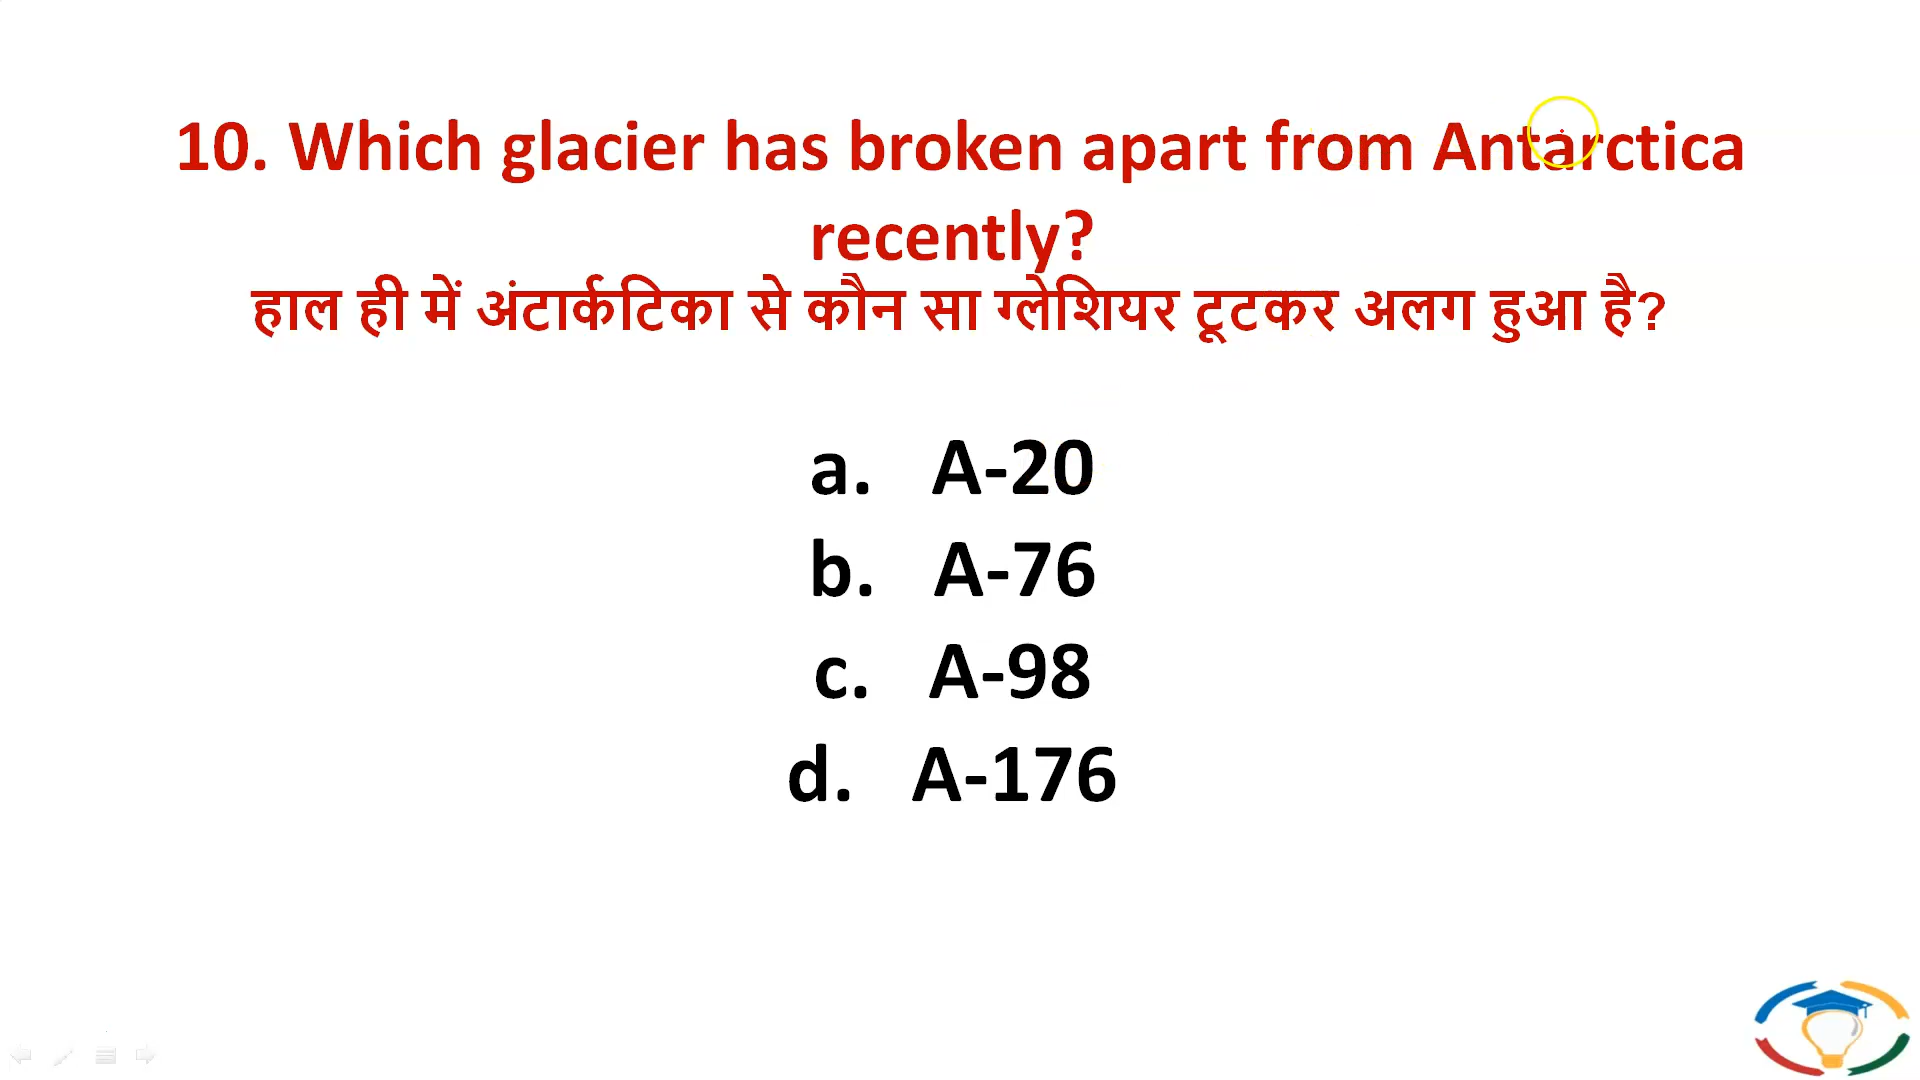 10. Which glacier has broken apart from Antarctica
recently?
हाल ही में अंटार्कटिका से कौन सा ग्लेशियर टूटकर अलग हुआ है?
a. A-20
b. A-76
c. A-98
d. A-176